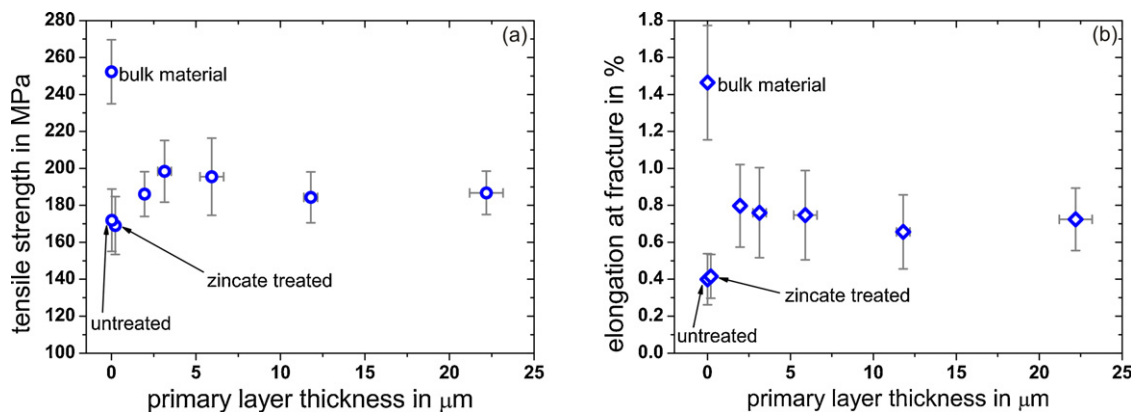 280
260
240
220
200
180
160
140
120
100
tensile strength in MPa
(a)
bulk material
zincate treated
untreated
0 5 10 15 20 25
primary layer thickness in μm
1.8
1.6
1.4
1.2
1.0
0.8
0.6
0.4
0.2
0.0
elongation at fracture in %
(b)
bulk material
zincate treated
untreated
0 5 10 15 20 25
primary layer thickness in μm